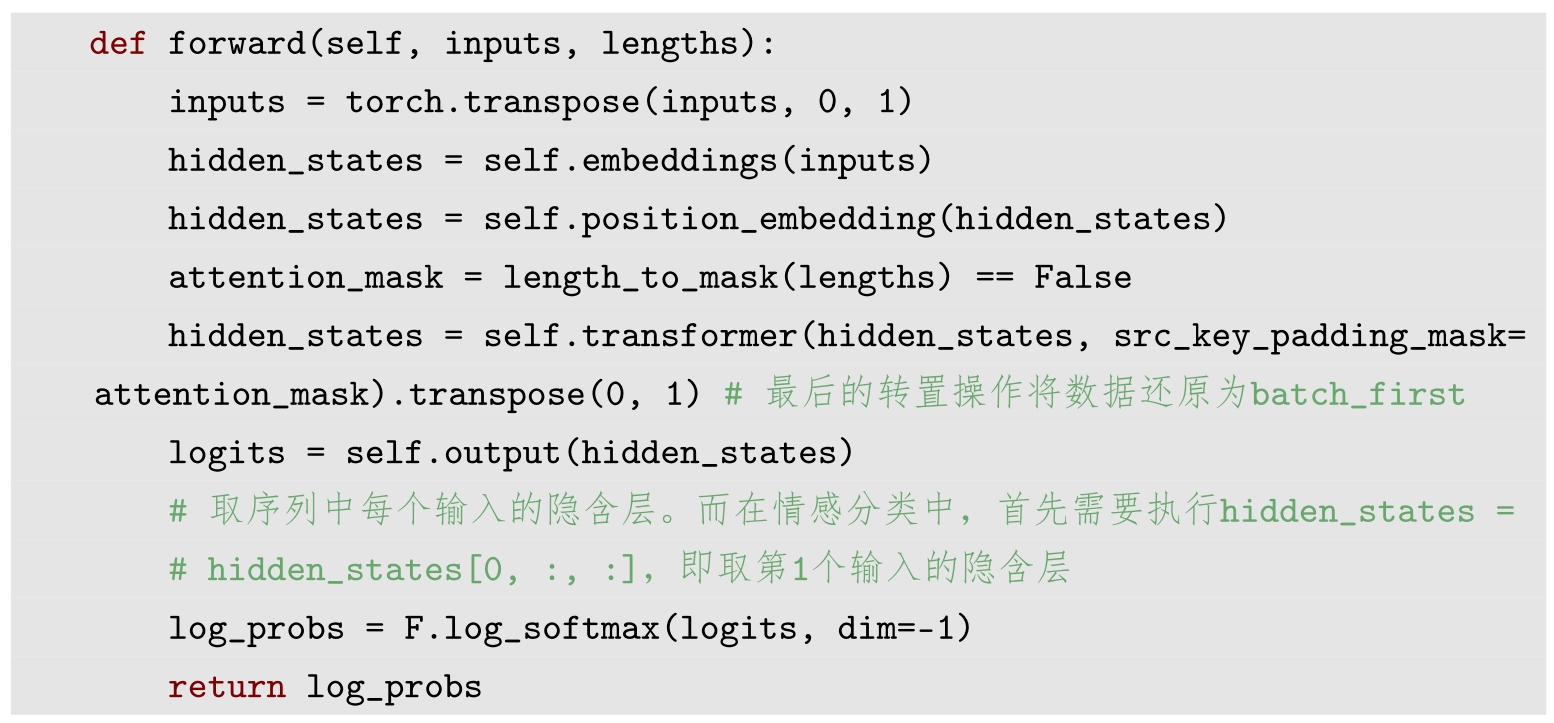 def forward(self, inputs, lengths):
inputs = torch.transpose(inputs, 0, 1)
hidden_states = self.embeddings(inputs)
hidden_states = self.position_embedding(hidden_states)
attention_mask = length_to_mask(lengths) == False
hidden_states = self.transformer(hidden_states, src_key_padding_mask=
attention_mask).transpose(0, 1) # 最后的转置操作将数据还原为batch_first
logits = self.output(hidden_states)
# 取序列中每个输入的隐含层。而在情感分类中，首先需要执行hidden_states =
# hidden_states[0, :, :]，即取第1个输入的隐含层
log_probs = F.log_softmax(logits, dim=-1)
return log_probs